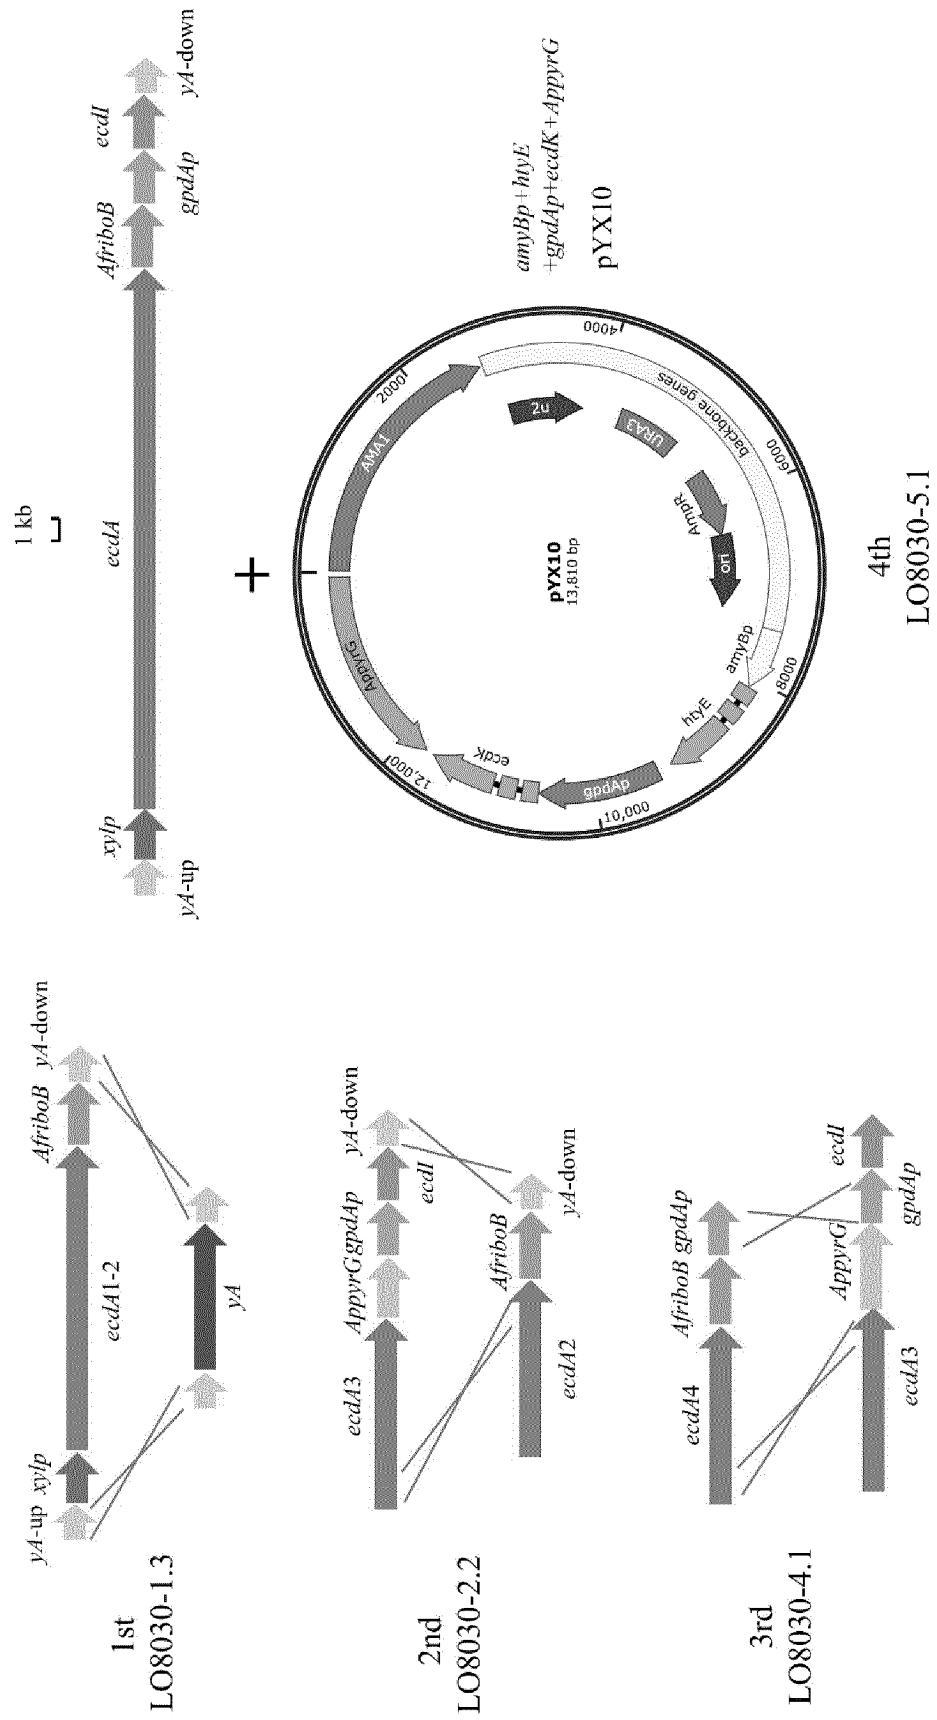 1st
LO8030-1.3
yA-up
xylp
ecdA1-2
AfriboB
yA-down
yA
2nd
LO8030-2.2
ecdA3
AppyrG
gpdAp
ecdI
yA-down
ecdA2
AfriboB
yA-down
3rd
LO8030-4.1
ecdA4
AfriboB
gpdAp
ecdA3
AppyrG
gpdAp
ecdI
1 kb
yA-up
xylp
ecdA
AfriboB
gpdAp
ecdI
yA-down
+
AMA1
2000
4000
backbone genes
6000
8000
10,000
12,000
2μ
URA3
AmpR
ori
amyBp
htyE
gpdAp
ecdK
AppyrG
pYX10
13,810 bp
amyBp+htyE
+gpdAp+ecdK+AppyrG
pYX10
4th
LO8030-5.1